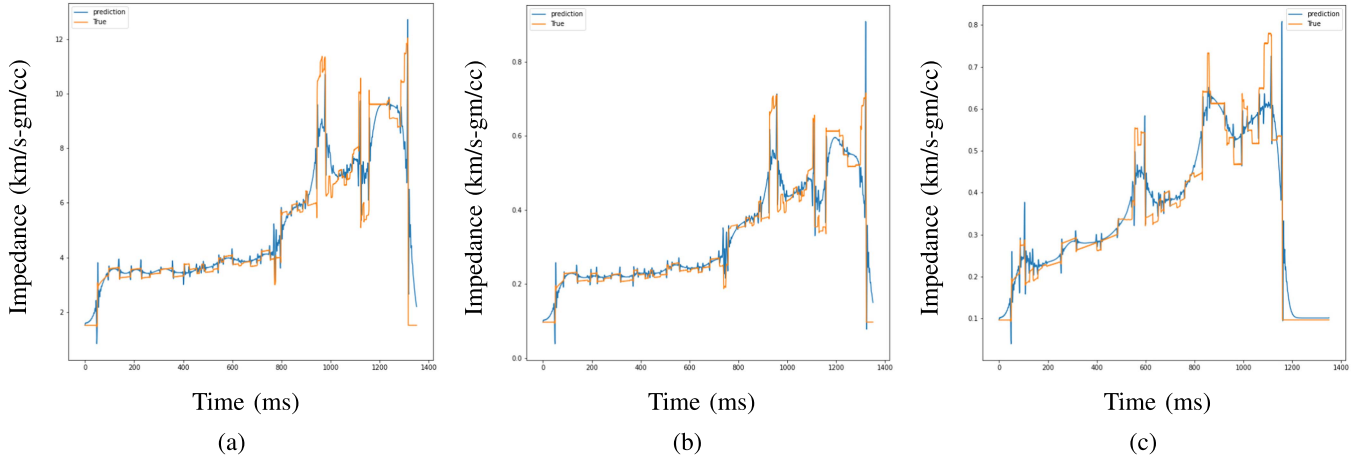 prediction
True
12
10
8
6
4
2
0 200 400 600 800 1000 1200 1400
Impedance (km/s-gm/cc)
Time (ms)
(a)
prediction
True
0.8
0.6
0.4
0.2
0.0
0 200 400 600 800 1000 1200 1400
Impedance (km/s-gm/cc)
Time (ms)
(b)
prediction
True
0.8
0.7
0.6
0.5
0.4
0.3
0.2
0.1
0 200 400 600 800 1000 1200 1400
Impedance (km/s-gm/cc)
Time (ms)
(c)